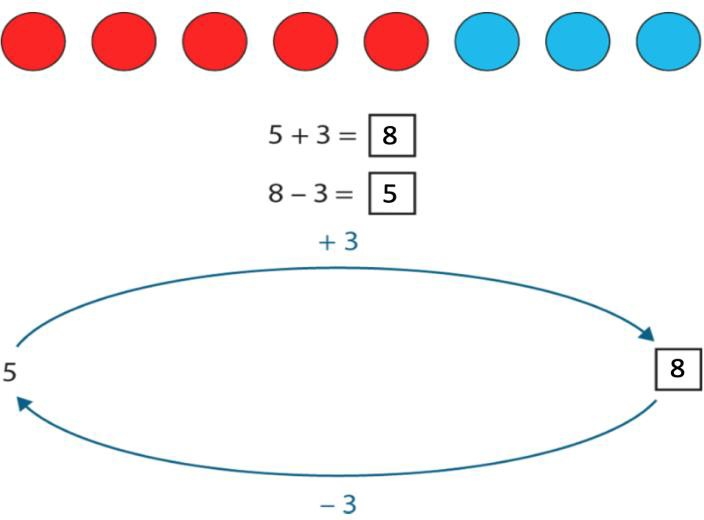 5 + 3 = 8
8 – 3 = 5
+ 3
5 8
– 3